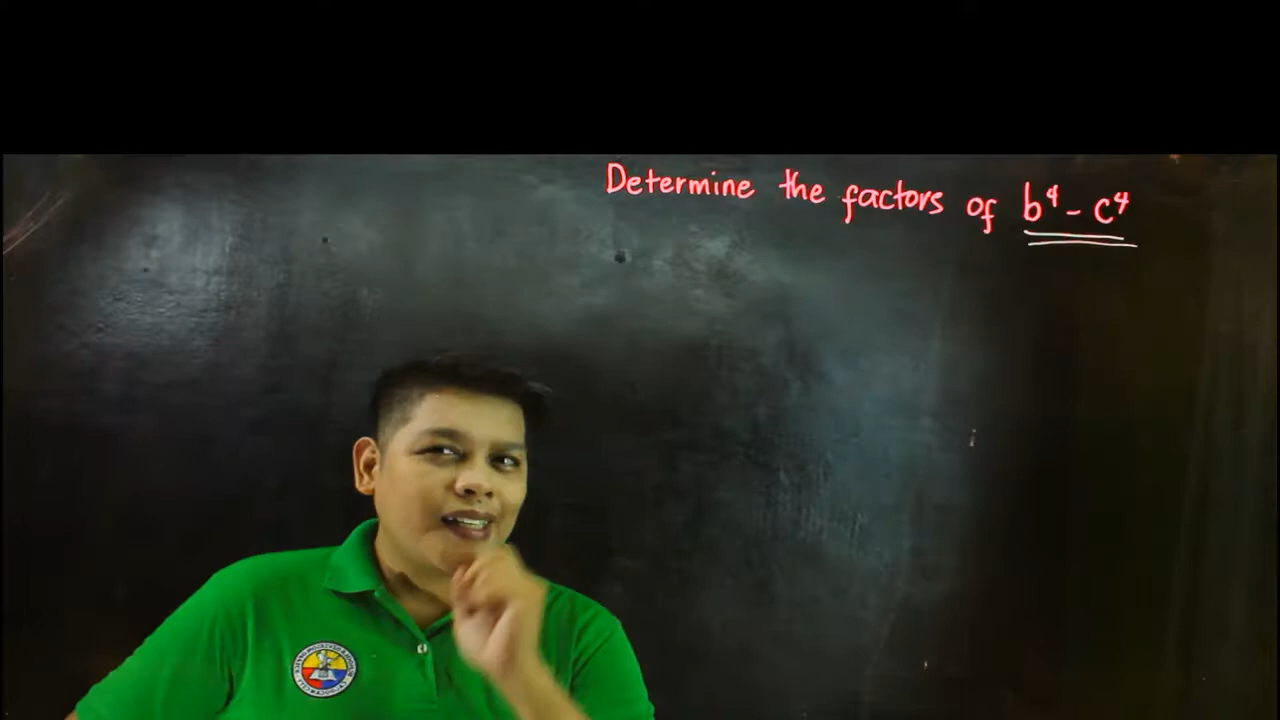 Determine the factors of b⁴ - c⁴